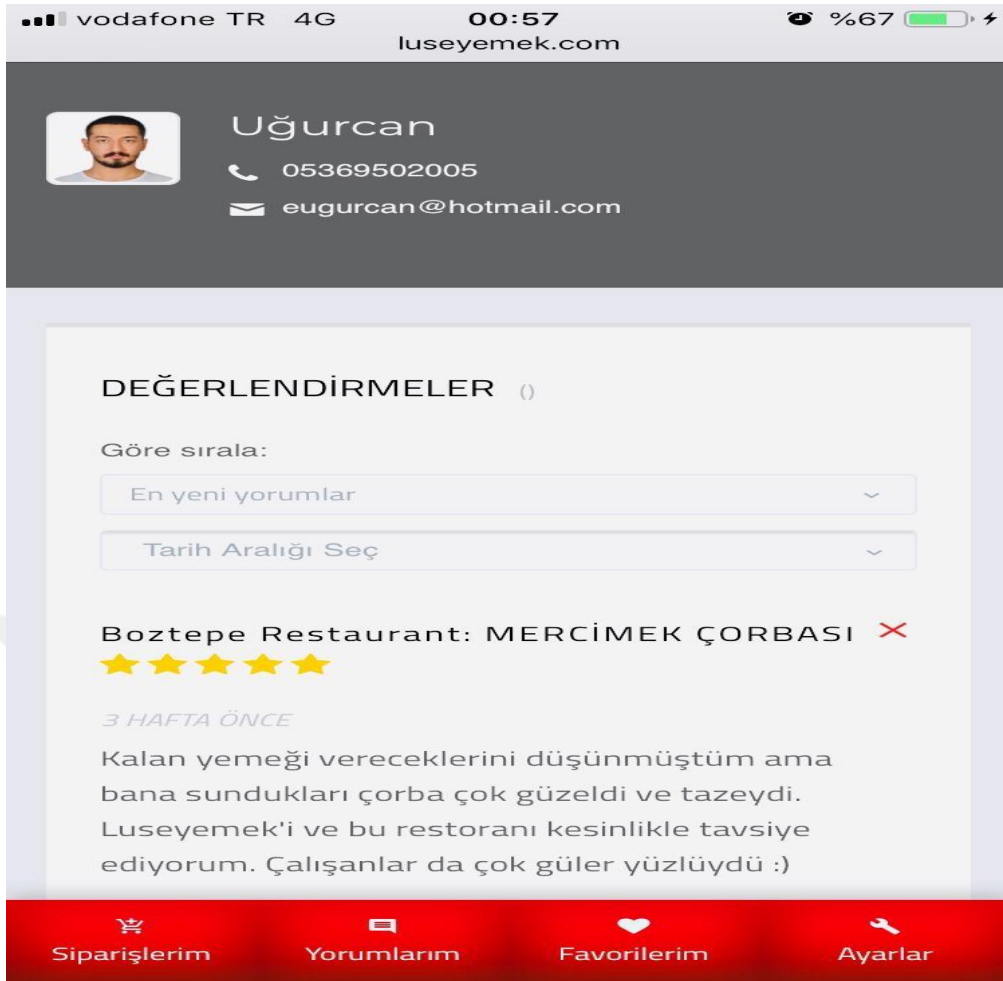 vodafone TR 4G 00:57 %67
luseyemek.com
Uğurcan
05369502005
eugurcan@hotmail.com
DEĞERLENDİRMELER ()
Göre sırala:
En yeni yorumlar
Tarih Aralığı Seç
Boztepe Restaurant: MERCİMEK ÇORBASI
3 HAFTA ÖNCE
Kalan yemeği vereceklerini düşünmüştüm ama
bana sundukları çorba çok güzeldi ve tazeydi.
Luseyemek'i ve bu restoranı kesinlikle tavsiye
ediyorum. Çalışanlar da çok güler yüzlüydü :)
Siparişlerim Yorumlarım Favorilerim Ayarlar